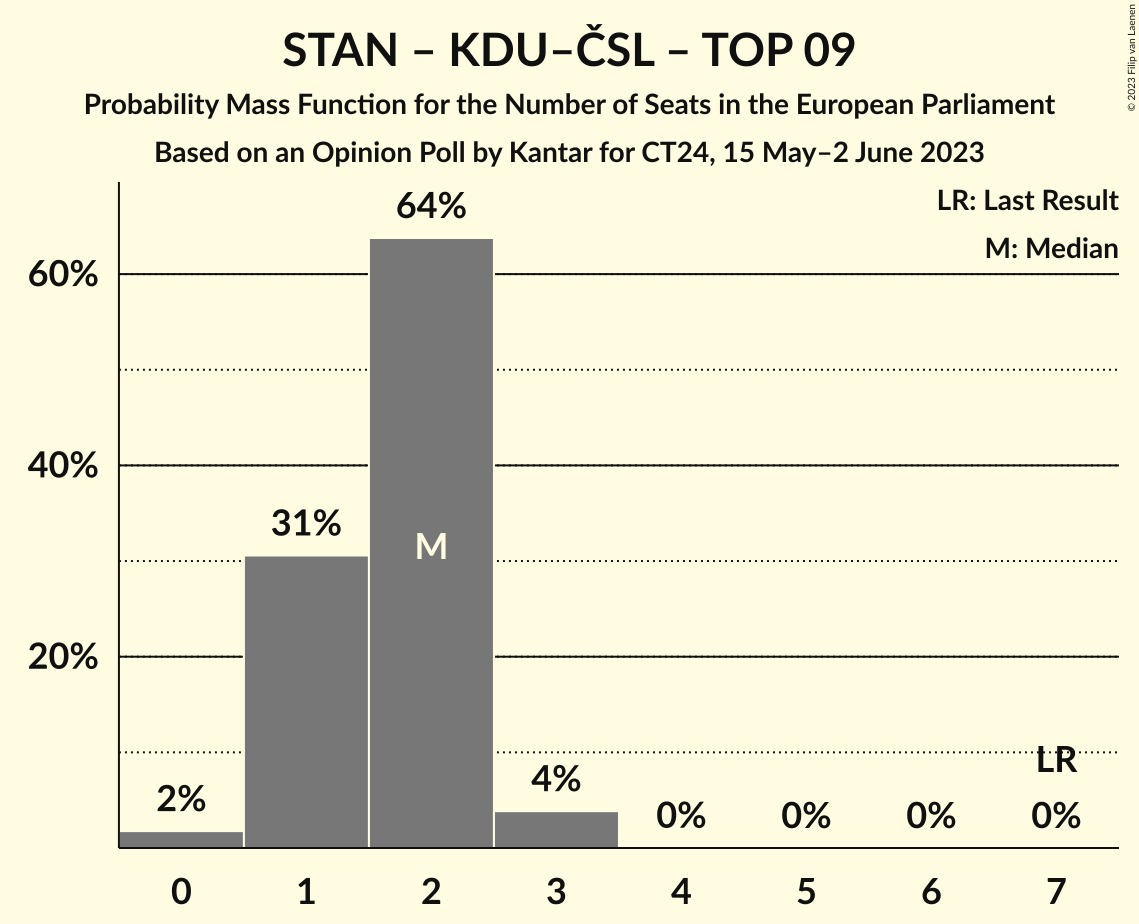 STAN – KDU–ČSL – TOP 09
Probability Mass Function for the Number of Seats in the European Parliament
Based on an Opinion Poll by Kantar for CT24, 15 May–2 June 2023
© 2023 Filip van Laenen
LR: Last Result
M: Median
64%
60%
40%
31%
M
20%
LR
2%
4%
0%
0%
0%
0%
0
1
2
3
4
5
6
7